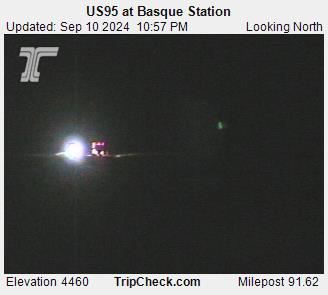 US95 at Basque Station
Updated: Sep 10 2024 10:57 PM Looking North
Elevation 4460 TripCheck.com Milepost 91.62